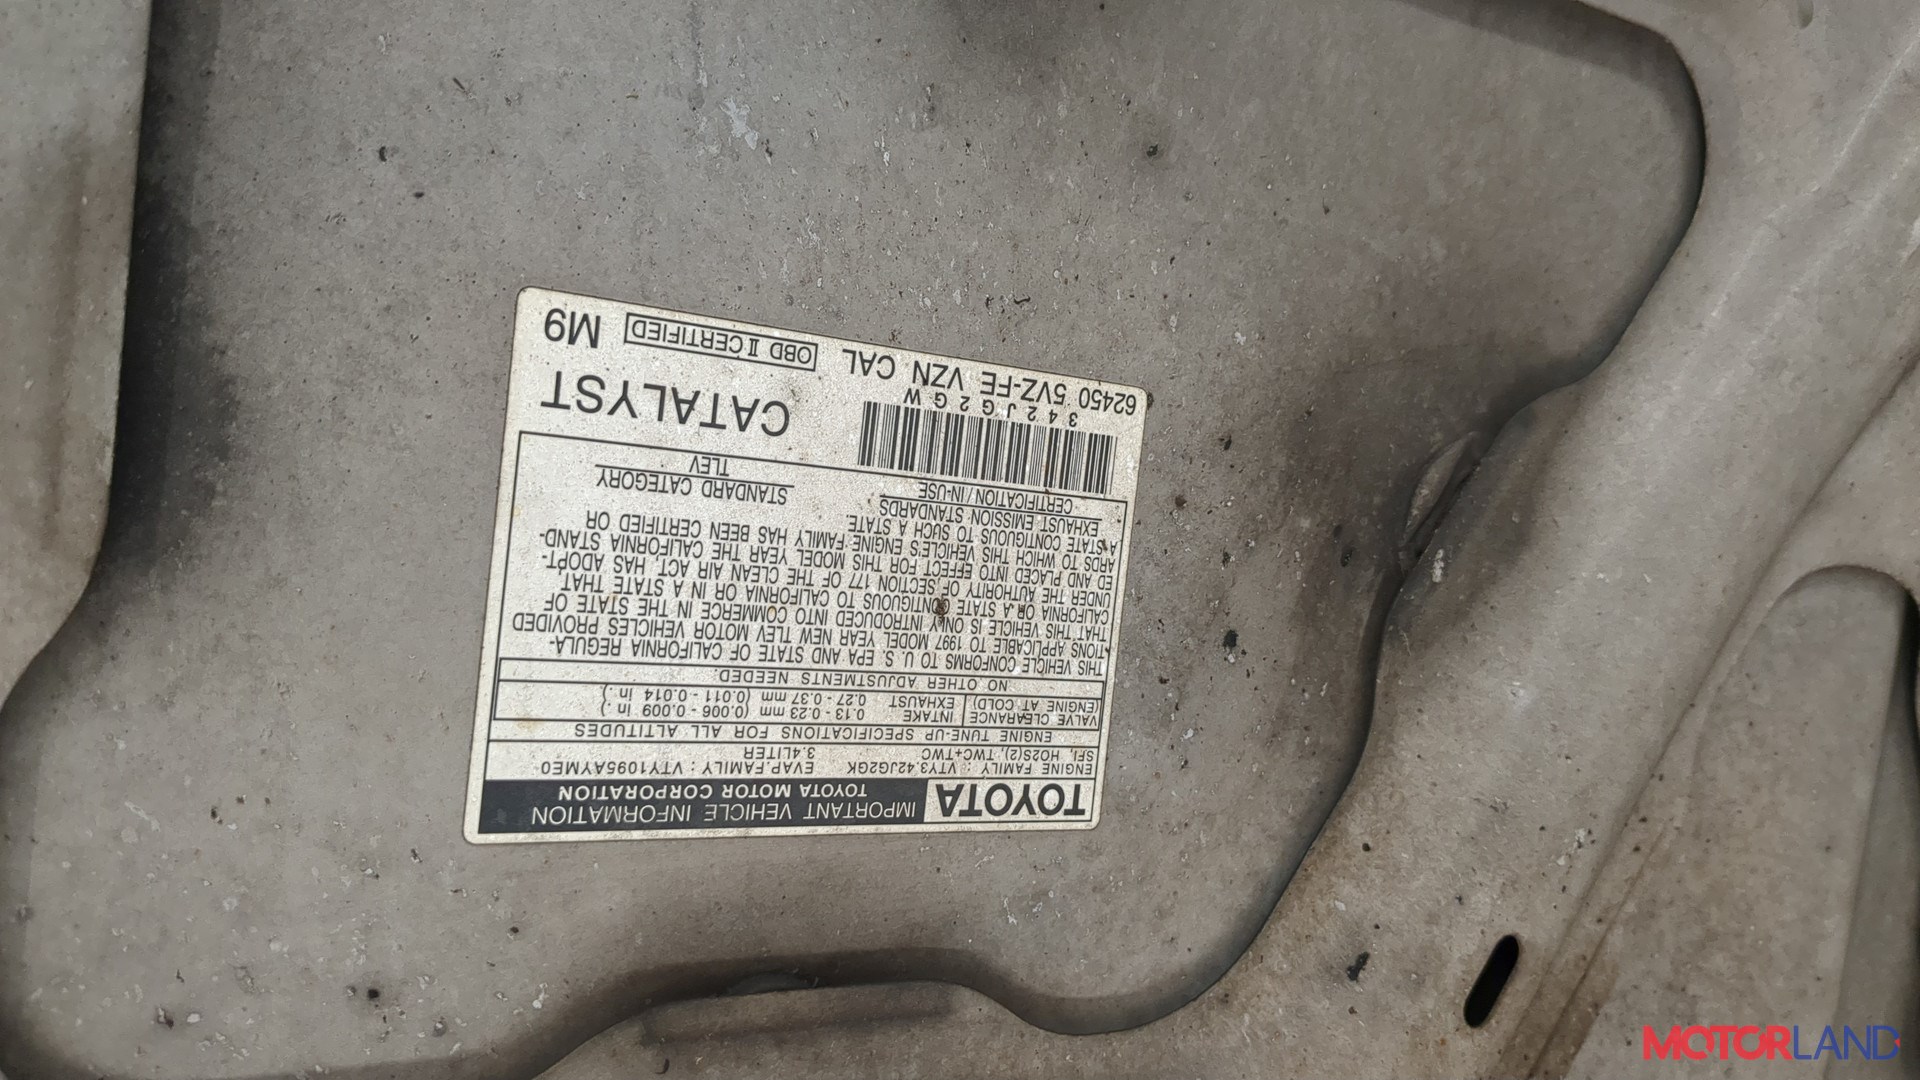 TOYOTA
IMPORTANT VEHICLE INFORMATION
TOYOTA MOTOR CORPORATION
ENGINE FAMILY : VTY3.42JG2GK EVAP.FAMILY : VTY1095AYME0
SFI, HO2S(2), TWC+TWC 3.4LITER
ENGINE TUNE-UP SPECIFICATIONS FOR ALL ALTITUDES
VALVE CLEARANCE INTAKE 0.13 - 0.23 mm (0.006 - 0.009 in.)
(ENGINE AT COLD) EXHAUST 0.27 - 0.37 mm (0.011 - 0.014 in.)
NO OTHER ADJUSTMENTS NEEDED.
THIS VEHICLE CONFORMS TO U.S. EPA AND STATE OF CALIFORNIA REGULA-
TIONS APPLICABLE TO 1997 MODEL YEAR NEW TLEV MOTOR VEHICLES PROVIDED
THAT THIS VEHICLE IS ONLY INTRODUCED INTO COMMERCE IN THE STATE OF
CALIFORNIA OR A STATE CONTIGUOUS TO CALIFORNIA OR IN A STATE THAT
UNDER THE AUTHORITY OF SECTION 177 OF THE CLEAN AIR ACT, HAS ADOPT-
ED AND PLACED INTO EFFECT FOR THIS MODEL YEAR THE CALIFORNIA STAND-
ARDS TO WHICH THIS VEHICLE'S ENGINE-FAMILY HAS BEEN CERTIFIED OR
A STATE CONTIGUOUS TO SUCH A STATE.
EXHAUST EMISSION STANDARDS STANDARD CATEGORY
CERTIFICATION/IN-USE TLEV
342JG2GW
CATALYST
62450 5VZ-FE VZN CAL OBD II CERTIFIED M9
MOTORLAND